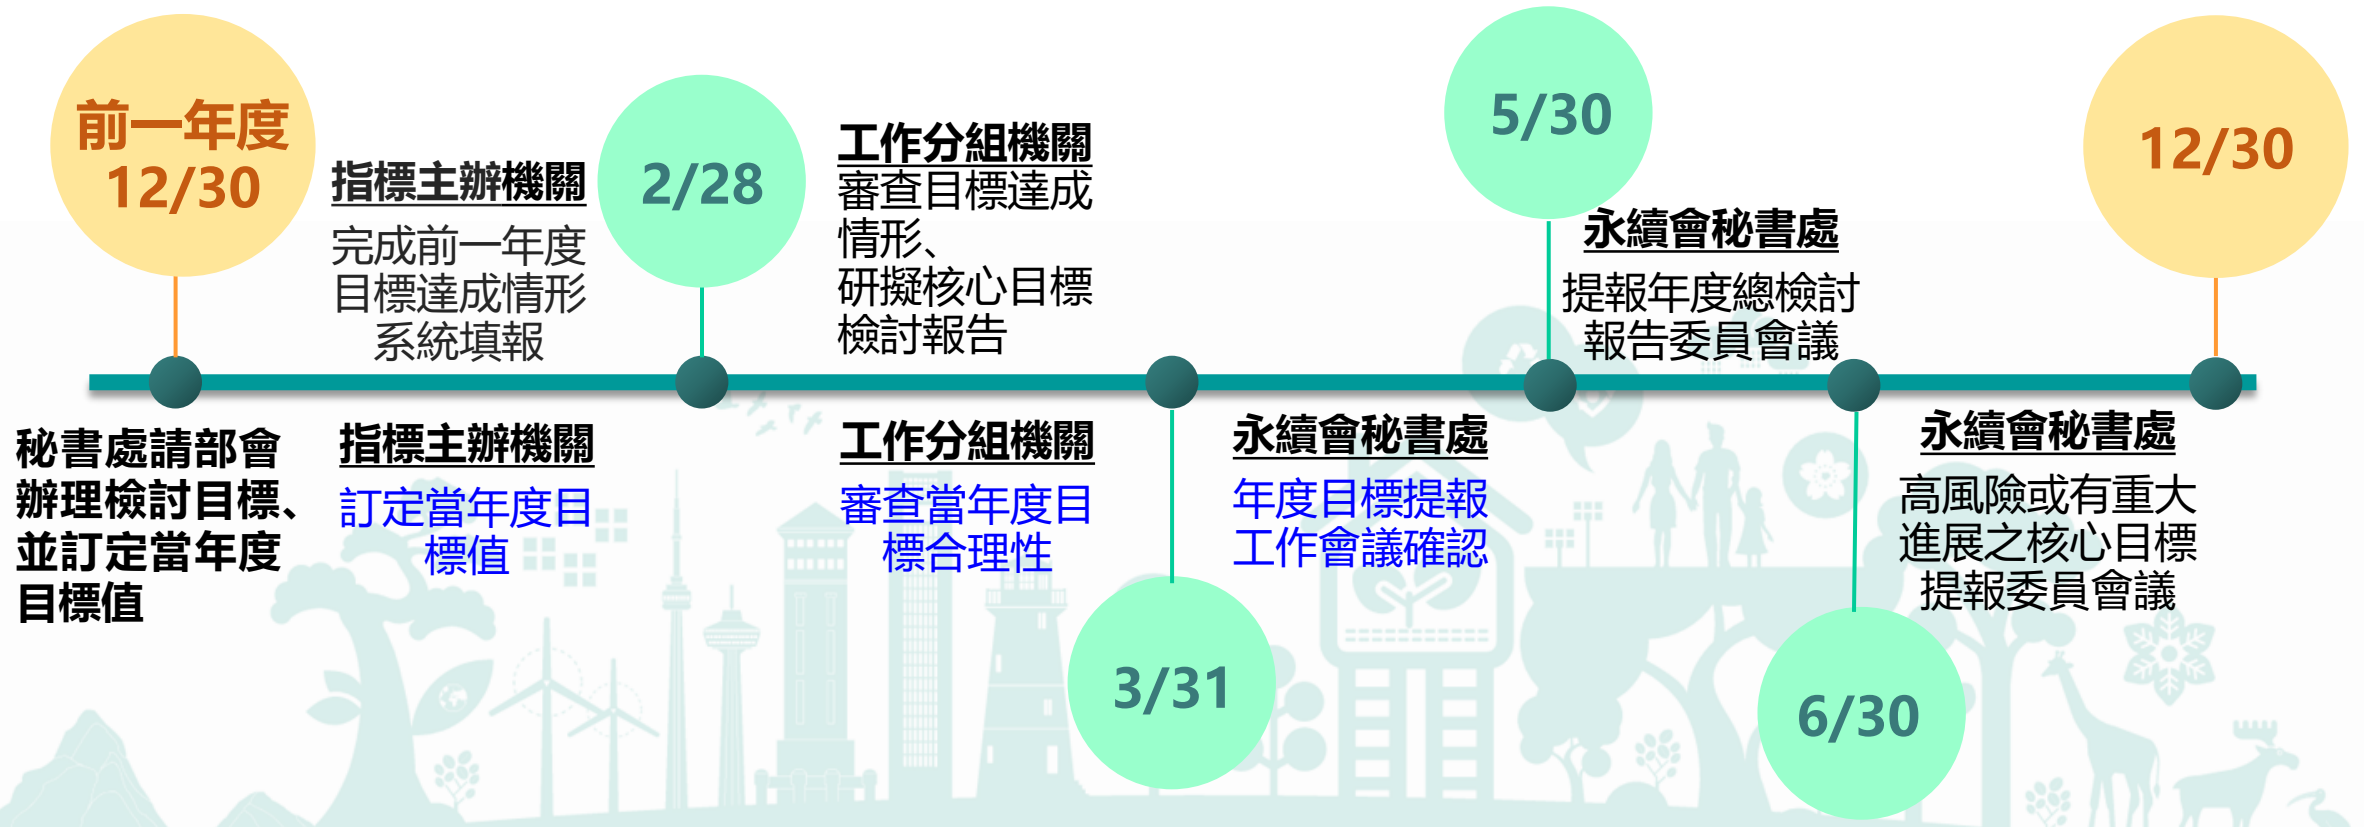 前一年度
12/30
秘書處請部會
辦理檢討目標、
並訂定當年度
目標值
指標主辦機關
完成前一年度
目標達成情形
系統填報
指標主辦機關
訂定當年度目
標值
2/28
工作分組機關
審查目標達成
情形、
研擬核心目標
檢討報告
工作分組機關
審查當年度目
標合理性
3/31
永續會秘書處
年度目標提報
工作會議確認
5/30
永續會秘書處
提報年度總檢討
報告委員會議
6/30
永續會秘書處
高風險或有重大
進展之核心目標
提報委員會議
12/30